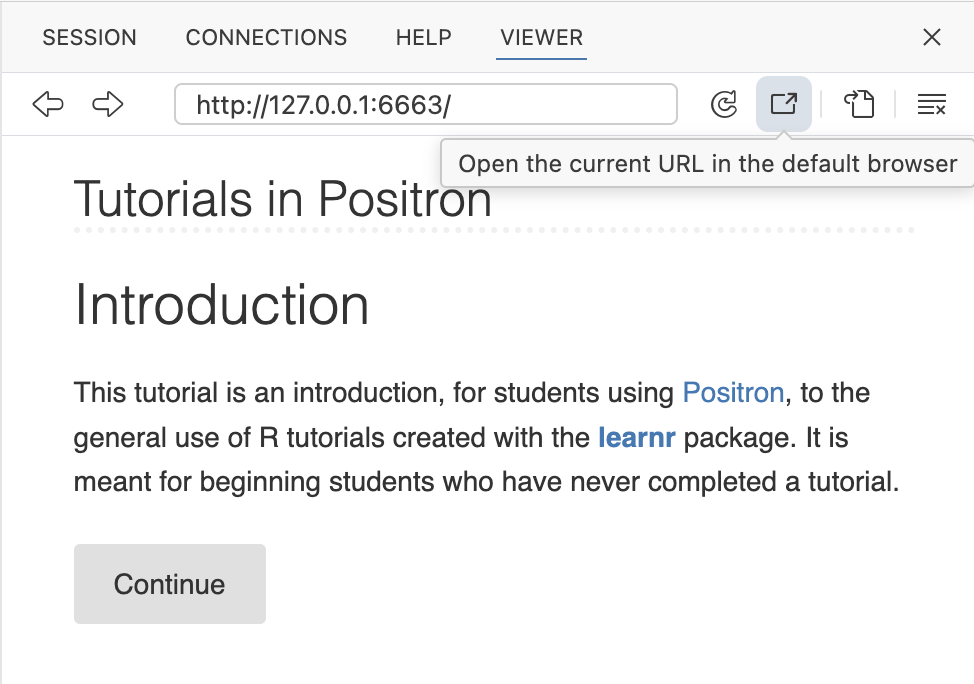 SESSION CONNECTIONS HELP VIEWER
http://127.0.0.1:6663/
Open the current URL in the default browser
Tutorials in Positron
Introduction
This tutorial is an introduction, for students using Positron, to the
general use of R tutorials created with the learnr package. It is
meant for beginning students who have never completed a tutorial.
Continue